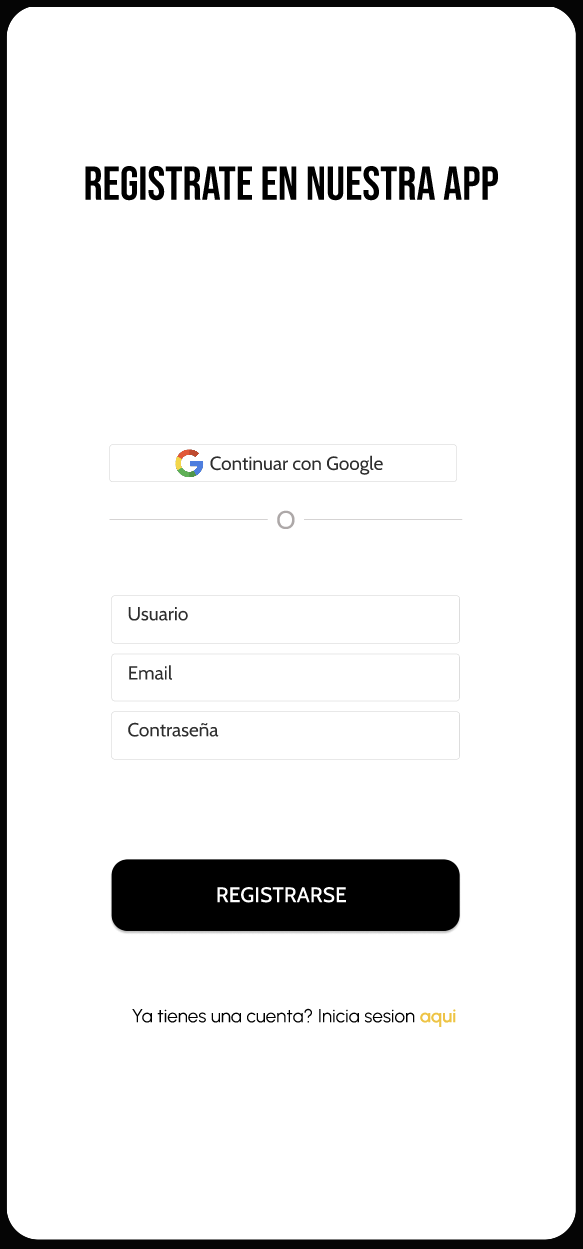 REGISTRATE EN NUESTRA APP
Continuar con Google
O
Usuario
Email
Contraseña
REGISTRARSE
Ya tienes una cuenta? Inicia sesion aqui